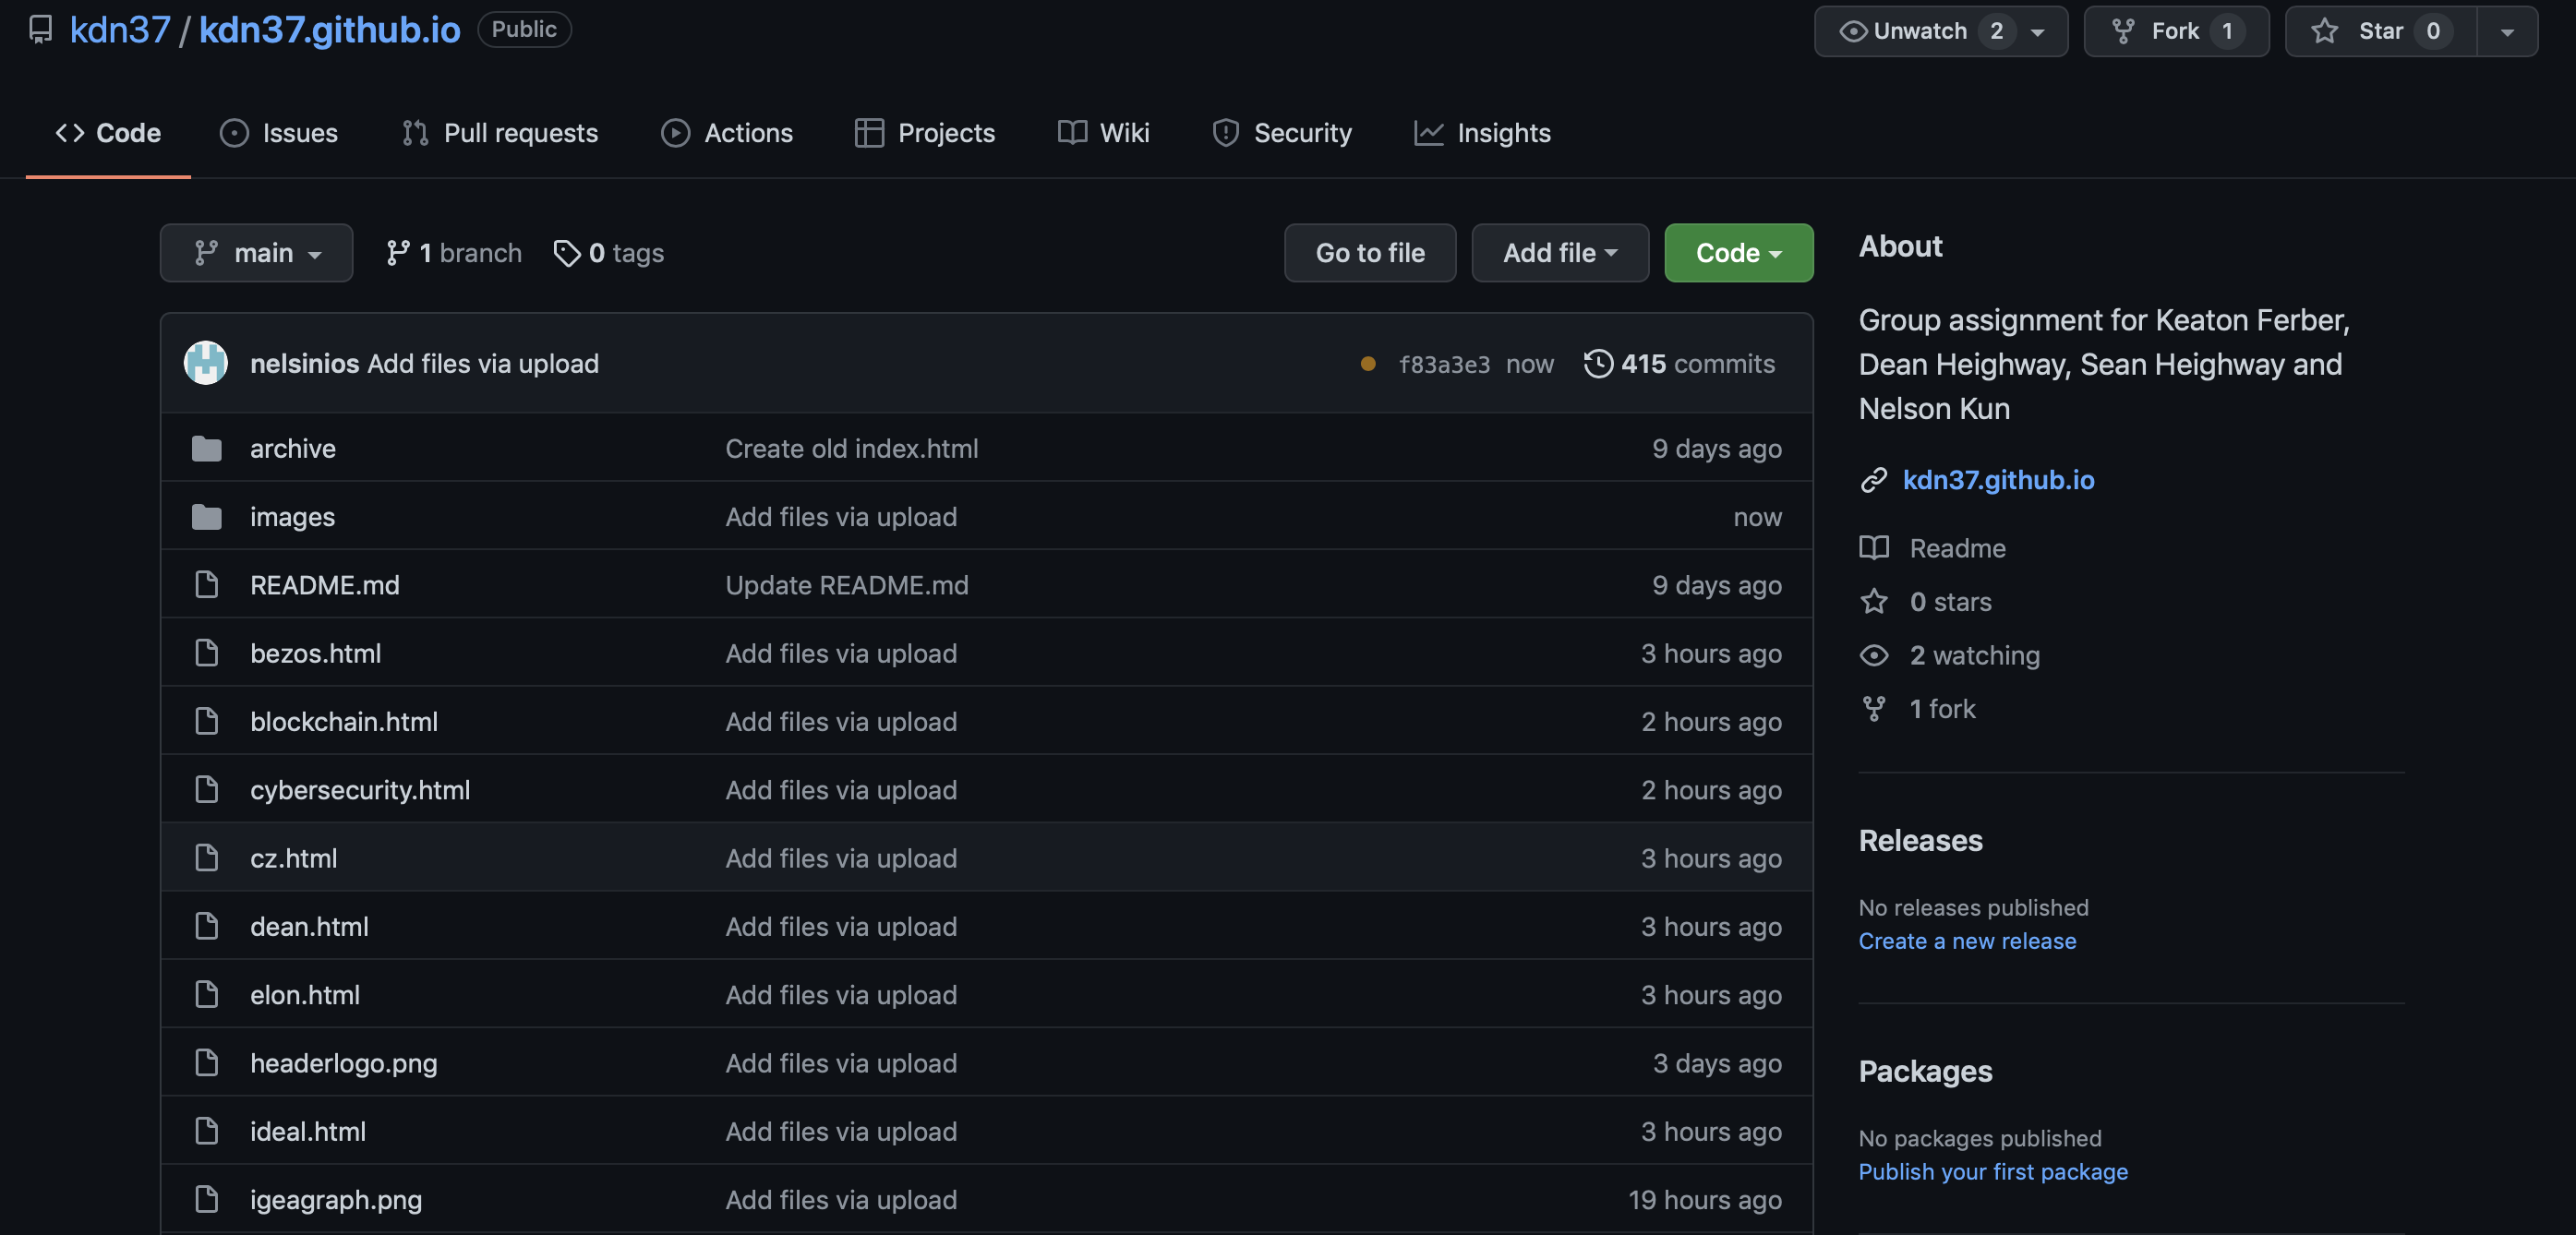 kdn37 / kdn37.github.io Public Unwatch 2 Fork 1 Star 0
Code Issues Pull requests Actions Projects Wiki Security Insights
main 1 branch 0 tags Go to file Add file Code
nelsinios Add files via upload f83a3e3 now 415 commits
archive Create old index.html 9 days ago
images Add files via upload now
README.md Update README.md 9 days ago
bezos.html Add files via upload 3 hours ago
blockchain.html Add files via upload 2 hours ago
cybersecurity.html Add files via upload 2 hours ago
cz.html Add files via upload 3 hours ago
dean.html Add files via upload 3 hours ago
elon.html Add files via upload 3 hours ago
headerlogo.png Add files via upload 3 days ago
ideal.html Add files via upload 3 hours ago
igeagraph.png Add files via upload 19 hours ago
About
Group assignment for Keaton Ferber,
Dean Heighway, Sean Heighway and
Nelson Kun
kdn37.github.io
Readme
0 stars
2 watching
1 fork
Releases
No releases published
Create a new release
Packages
No packages published
Publish your first package